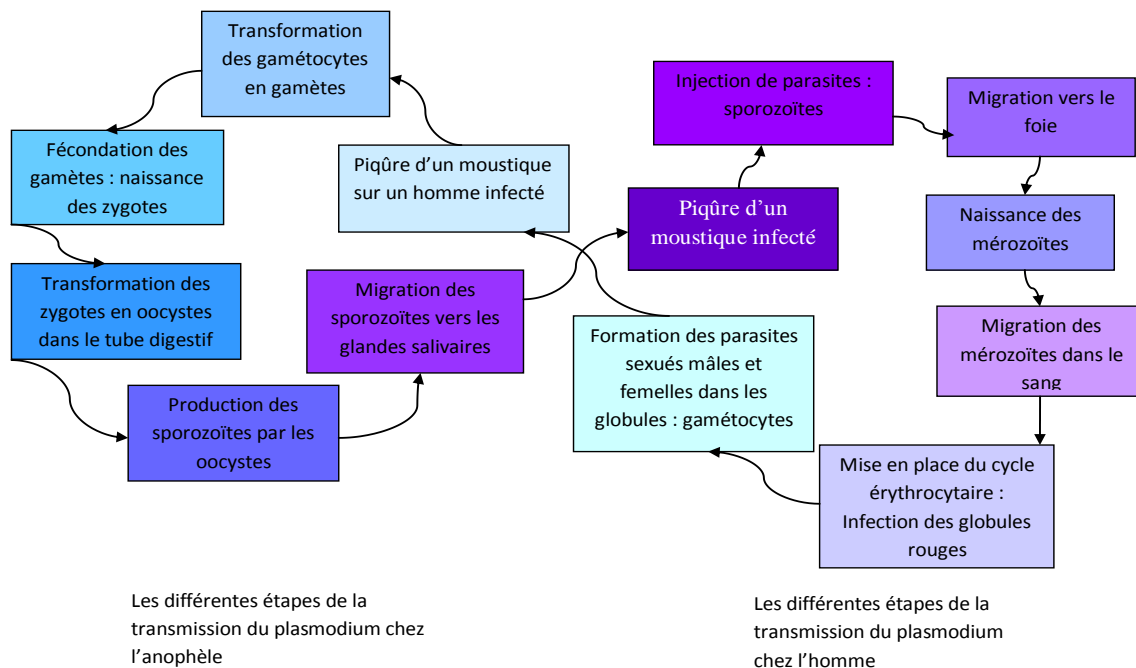 Transformation
des gamétocytes
en gamètes
Fécondation des
gamètes : naissance
des zygotes
Transformation des
zygotes en oocystes
dans le tube digestif
Production des
sporozoïtes par les
oocystes
Migration des
sporozoïtes vers les
glandes salivaires
Piqûre d’un moustique
sur un homme infecté
Piqûre d’un
moustique infecté
Injection de parasites :
sporozoïtes
Migration vers le
foie
Naissance des
mérozoïtes
Migration des
mérozoïtes dans le
sang
Mise en place du cycle
érythrocytaire :
Infection des globules
rouges
Formation des parasites
sexués mâles et
femelles dans les
globules : gamétocytes
Les différentes étapes de la
transmission du plasmodium chez
l’anophèle
Les différentes étapes de la
transmission du plasmodium
chez l’homme